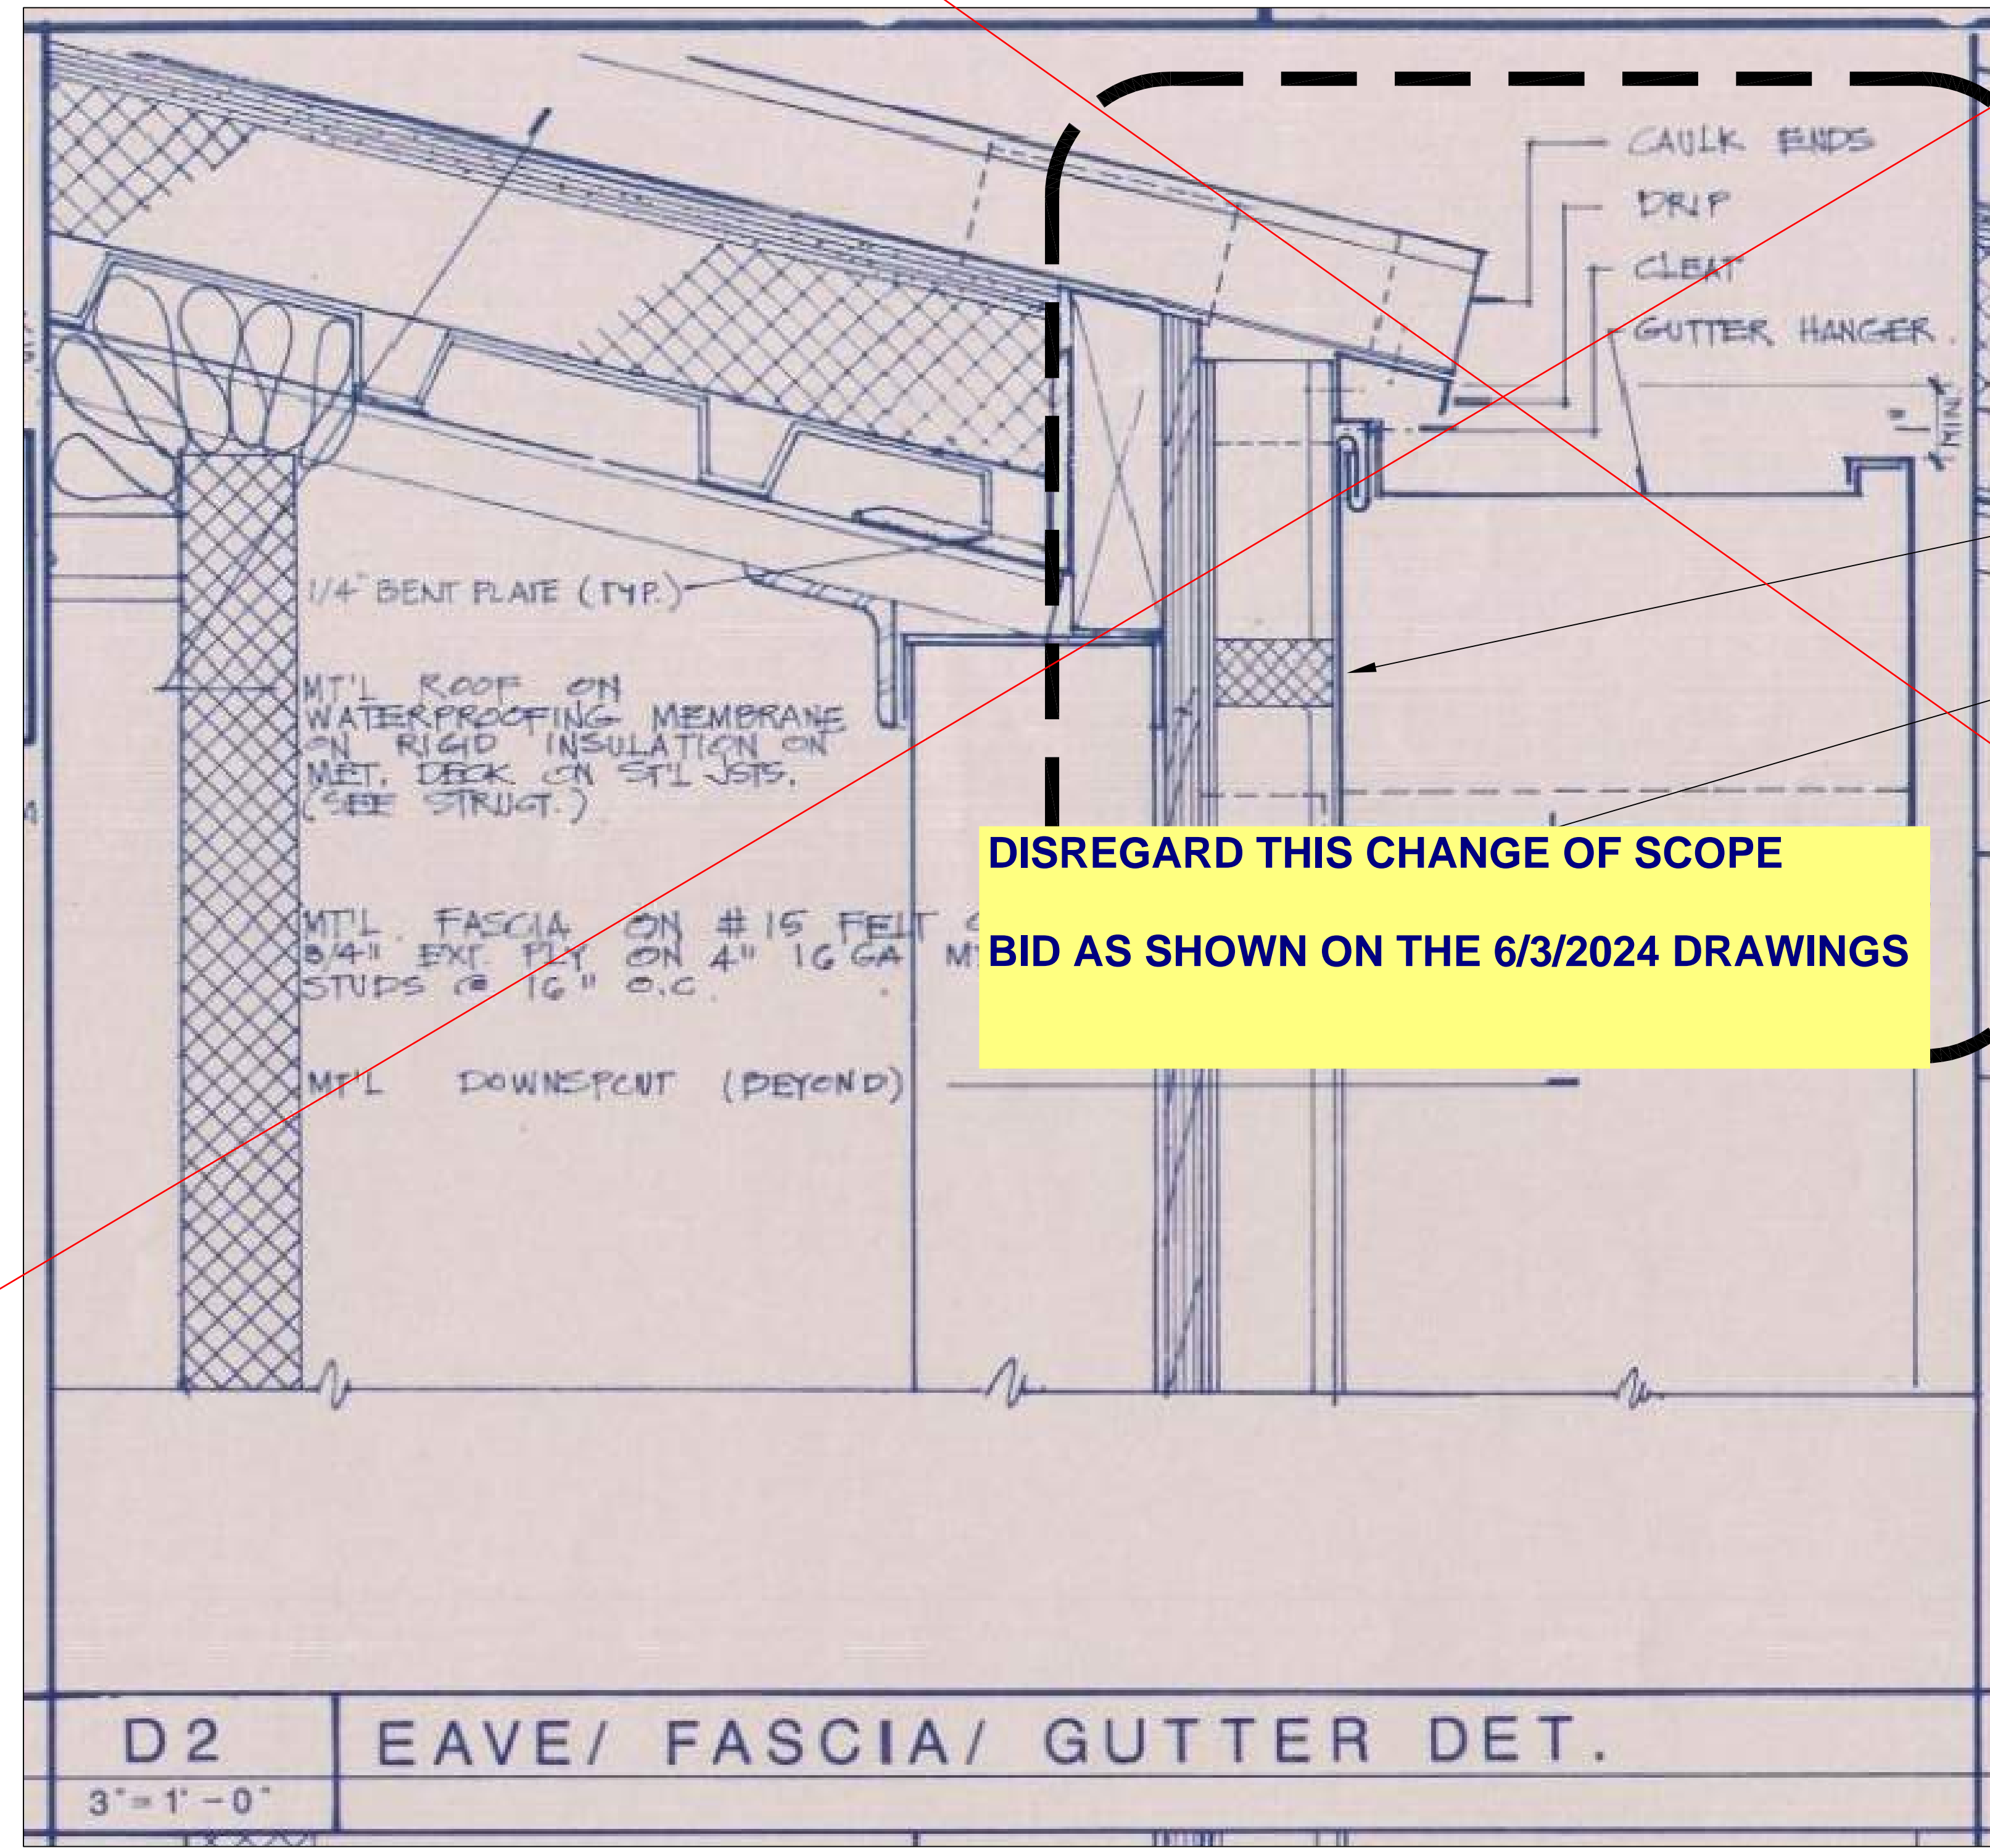 CAULK ENDS
DRIP
CLEAT
GUTTER HANGER.
1" MIN.
1/4" BENT PLATE (TYP.)
MT'L ROOF ON
WATERPROOFING MEMBRANE
ON RIGID INSULATION ON
MET. DECK ON ST'L JSTS.
(SEE STRUCT.)
DISREGARD THIS CHANGE OF SCOPE
BID AS SHOWN ON THE 6/3/2024 DRAWINGS
MT'L. FASCIA ON #15 FELT
3/4" EXT. PLY ON 4" 16 GA
STUDS @ 16" O.C.
MT'L DOWNSPOUT (BEYOND)
D2 EAVE/ FASCIA/ GUTTER DET.
3"=1'-0"